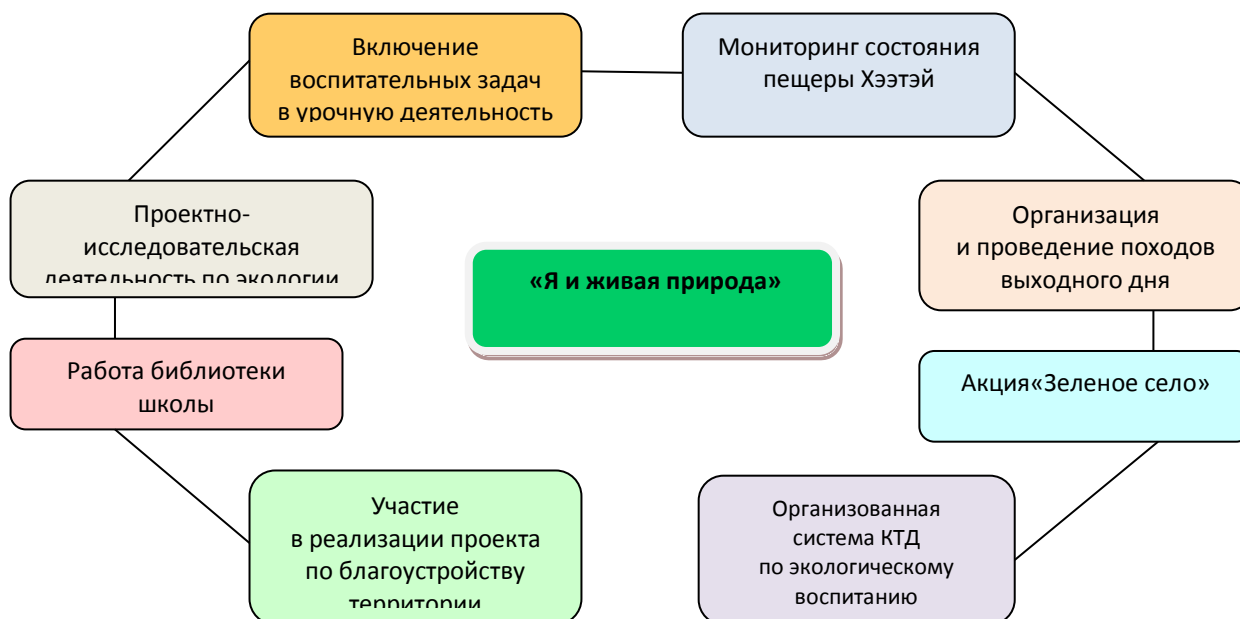 Включение
воспитательных задач
в урочную деятельность
Мониторинг состояния
пещеры Хээтэй
Проектно-
исследовательская
деятельность по экологии
Организация
и проведение походов
выходного дня
«Я и живая природа»
Работа библиотеки
школы
Акция«Зеленое село»
Участие
в реализации проекта
по благоустройству
территории
Организованная
система КТД
по экологическому
воспитанию